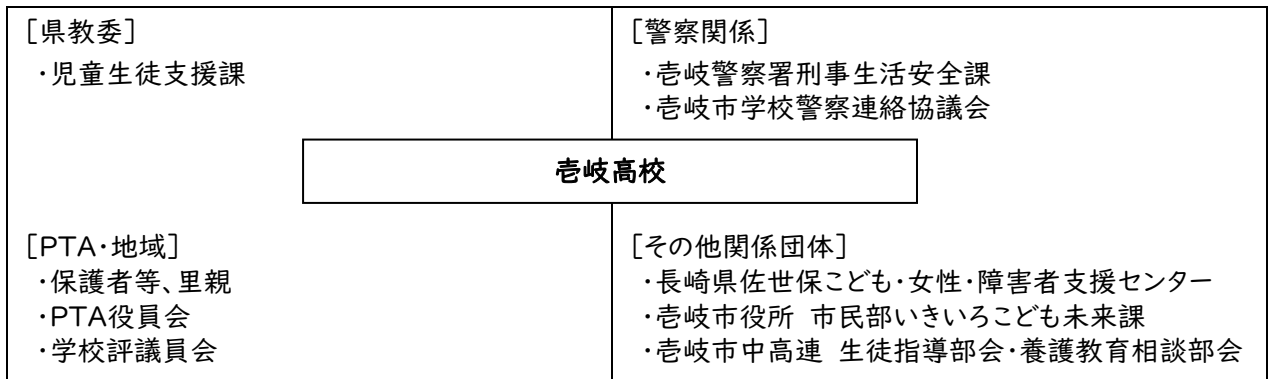 [県教委]
・児童生徒支援課
[警察関係]
・壱岐警察署刑事生活安全課
・壱岐市学校警察連絡協議会
壱岐高校
[PTA・地域]
・保護者等、里親
・PTA役員会
・学校評議員会
[その他関係団体]
・長崎県佐世保こども・女性・障害者支援センター
・壱岐市役所 市民部いきいろこども未来課
・壱岐市中高連 生徒指導部会・養護教育相談部会